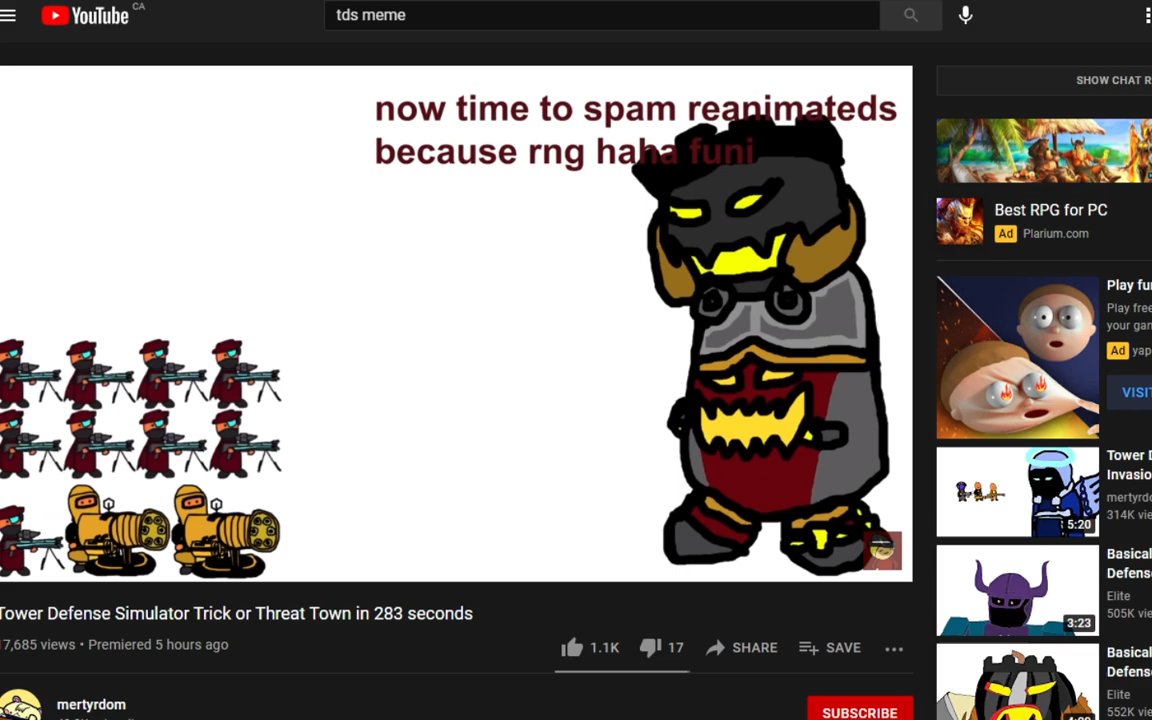 YouTube CA
tds meme
now time to spam reanimateds
because rng haha funi
Tower Defense Simulator Trick or Threat Town in 283 seconds
7,685 views • Premiered 5 hours ago
1.1K
17
SHARE
SAVE
mertyrdom
SUBSCRIBE
SHOW CHAT R
Best RPG for PC
Ad Plarium.com
Play fu
Play free
your gan
Ad yap
VISIT
Tower D
Invasio
mertyrdo
314K vie
5:20
Basical
Defens
Elite
505K vie
3:23
Basical
Defens
Elite
552K vie